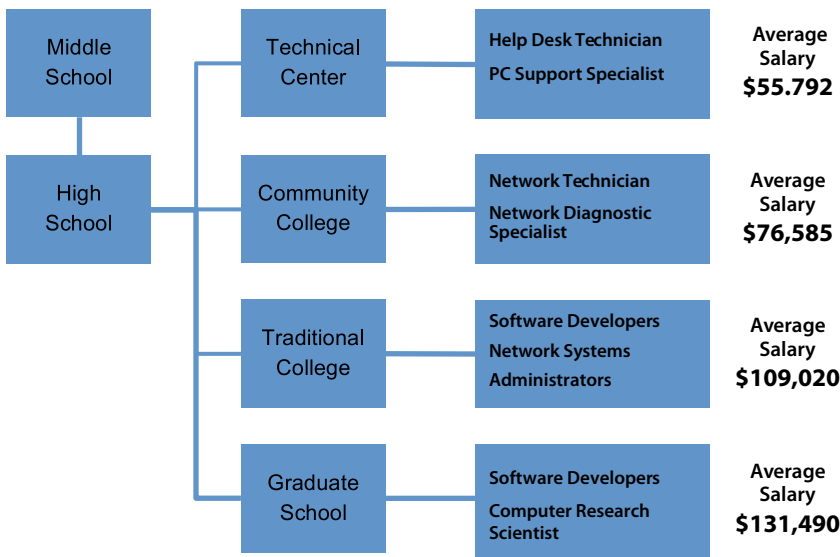 Middle
School
Technical
Center
Help Desk Technician
PC Support Specialist
Average
Salary
$55.792
High
School
Community
College
Network Technician
Network Diagnostic
Specialist
Average
Salary
$76,585
Traditional
College
Software Developers
Network Systems
Administrators
Average
Salary
$109,020
Graduate
School
Software Developers
Computer Research
Scientist
Average
Salary
$131,490